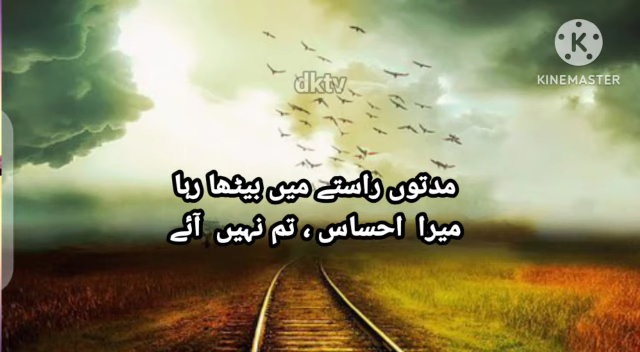 KINEMASTER
dktv
مدتوں راستے میں بیٹھا رہا
میرا احساس ، تم نہیں آئے